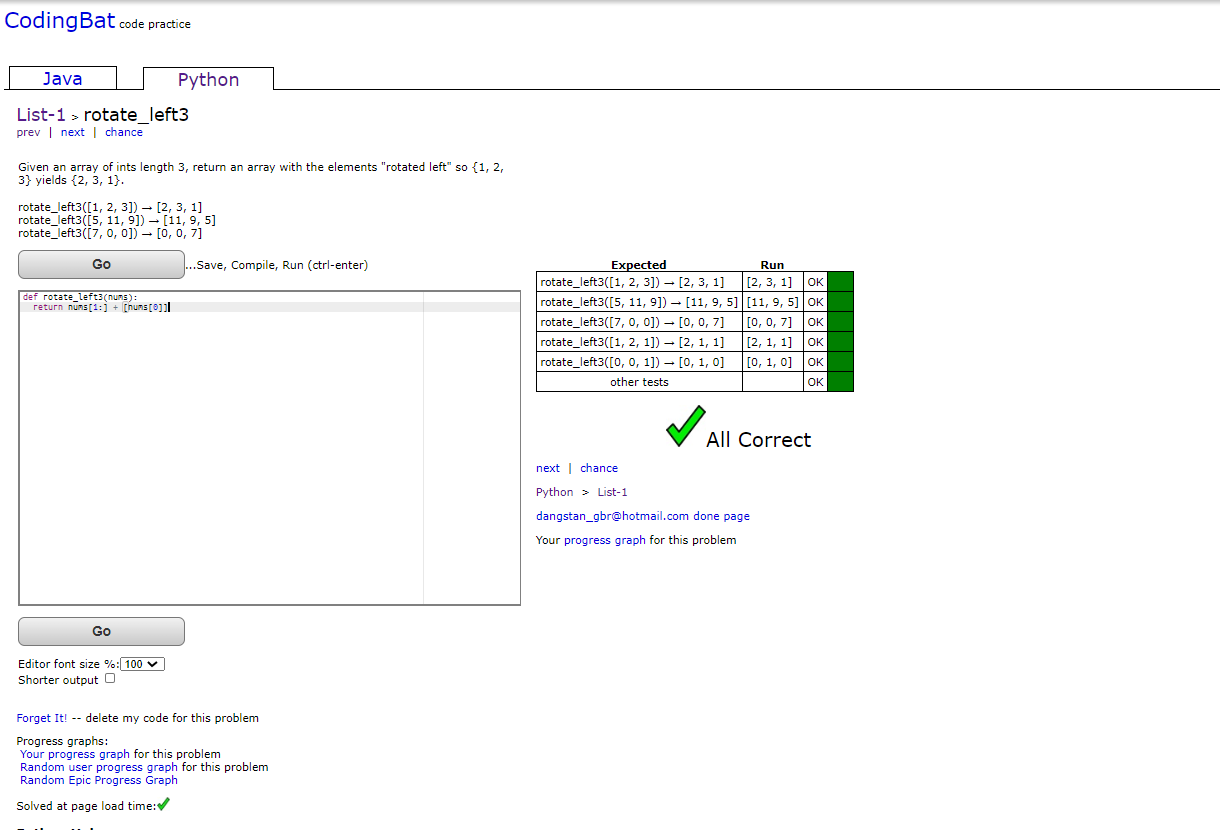 CodingBat code practice
Java
Python
List-1 > rotate_left3
prev | next | chance
Given an array of ints length 3, return an array with the elements "rotated left" so {1, 2,
3} yields {2, 3, 1}.
rotate_left3([1, 2, 3]) → [2, 3, 1]
rotate_left3([5, 11, 9]) → [11, 9, 5]
rotate_left3([7, 0, 0]) → [0, 0, 7]
Go
...Save, Compile, Run (ctrl-enter)
def rotate_left3(nums):
return nums[1:] + [nums[0]]
Expected Run
rotate_left3([1, 2, 3]) → [2, 3, 1] [2, 3, 1] OK
rotate_left3([5, 11, 9]) → [11, 9, 5] [11, 9, 5] OK
rotate_left3([7, 0, 0]) → [0, 0, 7] [0, 0, 7] OK
rotate_left3([1, 2, 1]) → [2, 1, 1] [2, 1, 1] OK
rotate_left3([0, 0, 1]) → [0, 1, 0] [0, 1, 0] OK
other tests OK
All Correct
next | chance
Python > List-1
dangstan_gbr@hotmail.com done page
Your progress graph for this problem
Go
Editor font size %: 100
Shorter output
Forget It! -- delete my code for this problem
Progress graphs:
Your progress graph for this problem
Random user progress graph for this problem
Random Epic Progress Graph
Solved at page load time: